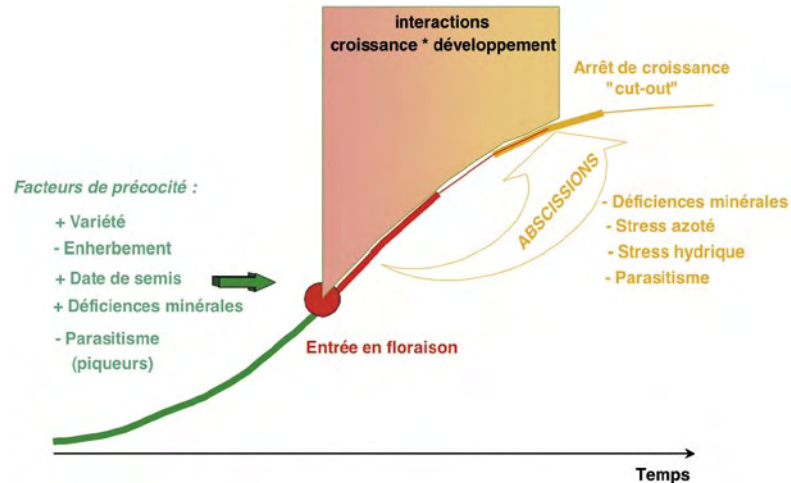 interactions
croissance * développement
Arrêt de croissance
"cut-out"
Facteurs de précocité :
+ Variété
- Enherbement
+ Date de semis
+ Déficiences minérales
- Parasitisme
(piqueurs)
ABSCISSIONS
- Déficiences minérales
- Stress azoté
- Stress hydrique
- Parasitisme
Entrée en floraison
Temps